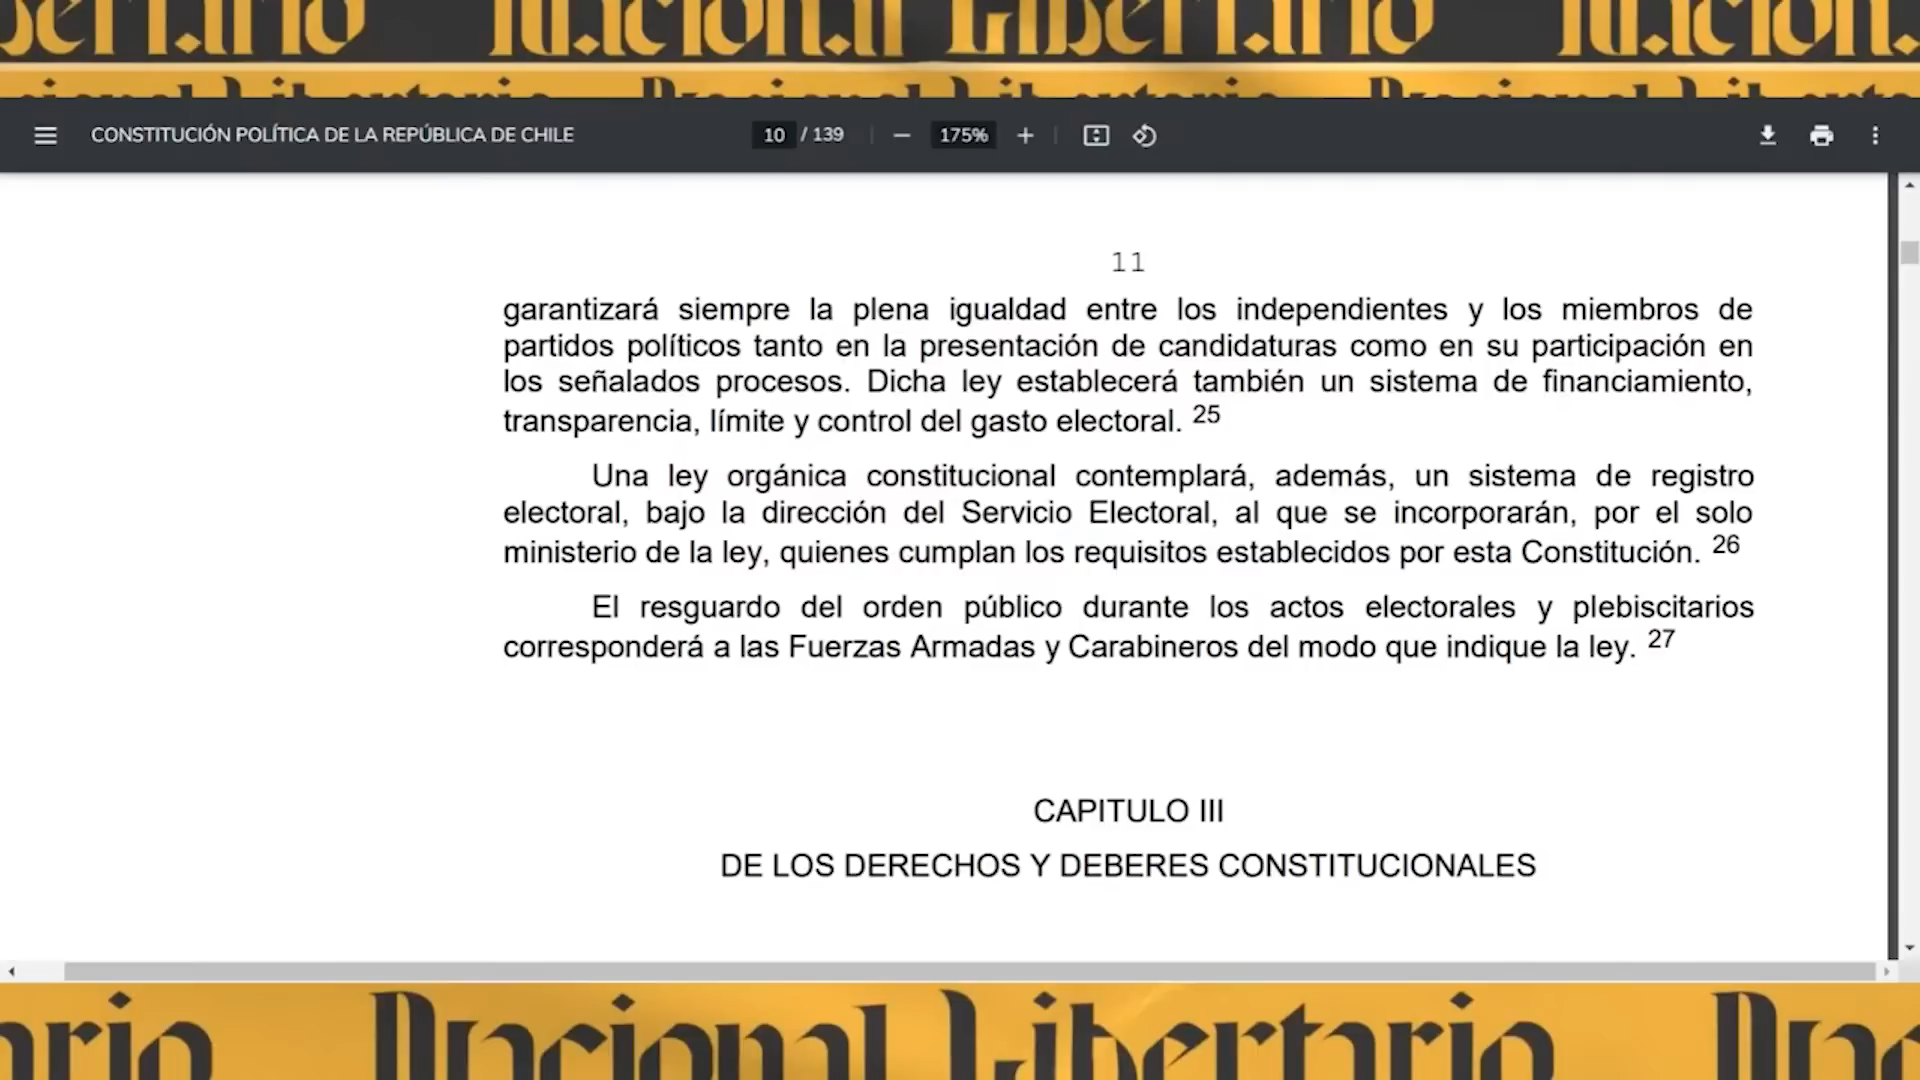 Nacional Libertario
Nacional Libertario
CONSTITUCIÓN POLÍTICA DE LA REPÚBLICA DE CHILE
10 / 139
175%
11
garantizará siempre la plena igualdad entre los independientes y los miembros de
partidos políticos tanto en la presentación de candidaturas como en su participación en
los señalados procesos. Dicha ley establecerá también un sistema de financiamiento,
transparencia, límite y control del gasto electoral. 25
Una ley orgánica constitucional contemplará, además, un sistema de registro
electoral, bajo la dirección del Servicio Electoral, al que se incorporarán, por el solo
ministerio de la ley, quienes cumplan los requisitos establecidos por esta Constitución. 26
El resguardo del orden público durante los actos electorales y plebiscitarios
corresponderá a las Fuerzas Armadas y Carabineros del modo que indique la ley. 27
CAPITULO III
DE LOS DERECHOS Y DEBERES CONSTITUCIONALES
Nacional Libertario